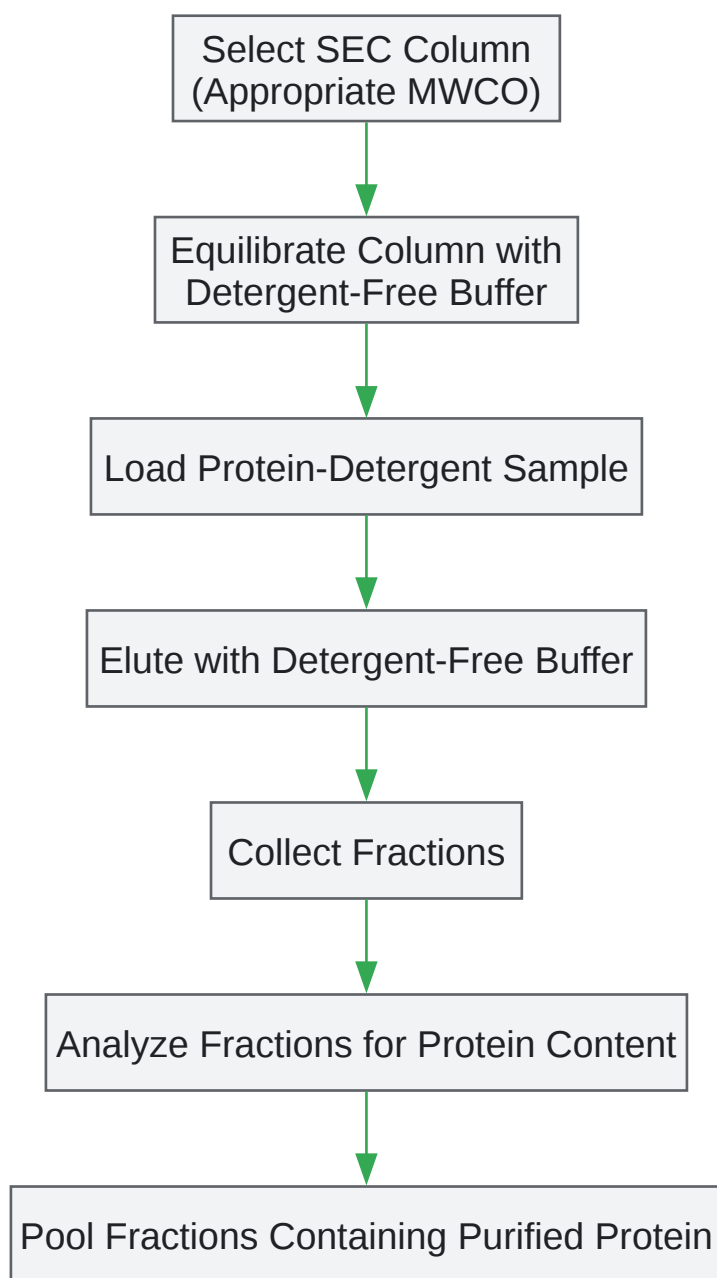 Select SEC Column
(Appropriate MWCO)
Equilibrate Column with
Detergent-Free Buffer
Load Protein-Detergent Sample
Elute with Detergent-Free Buffer
Collect Fractions
Analyze Fractions for Protein Content
Pool Fractions Containing Purified Protein